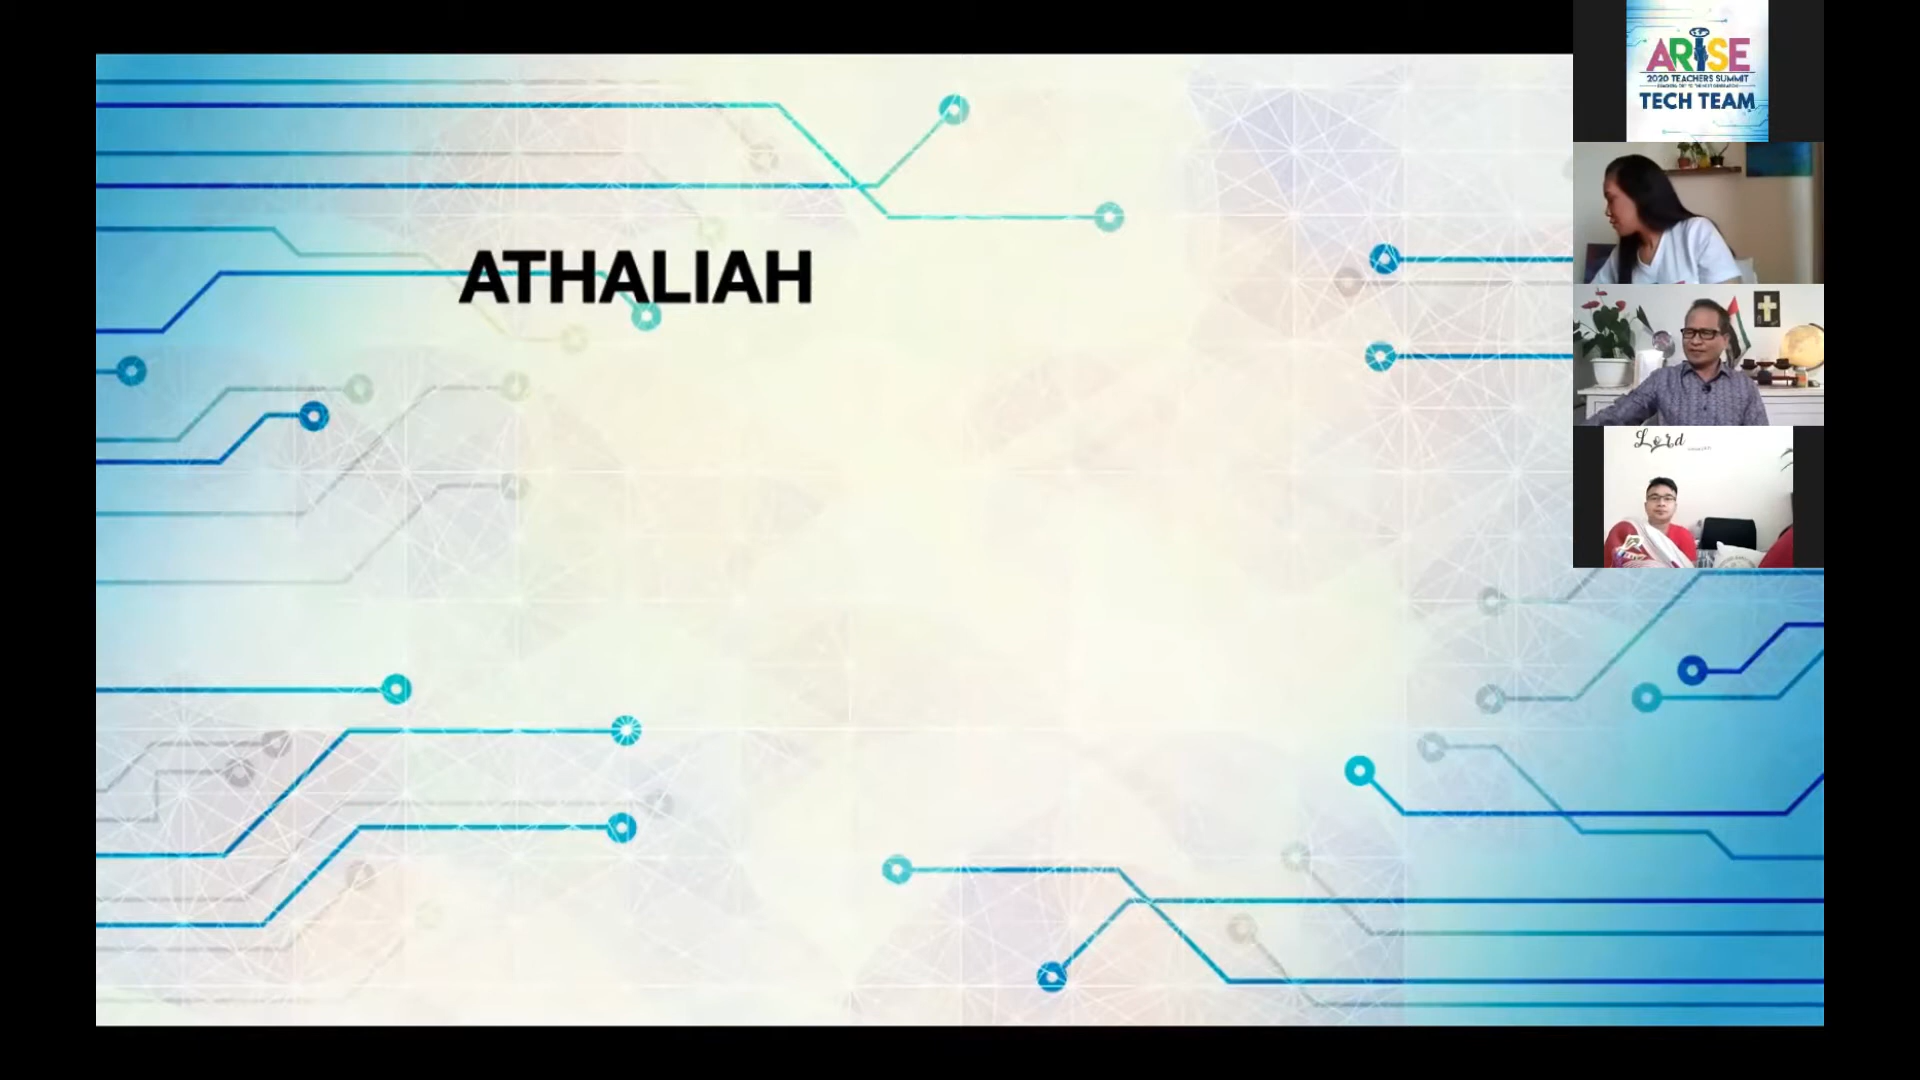 ATHALIAH
ARISE
2020 TEACHERS SUMMIT
TECH TEAM
Lord